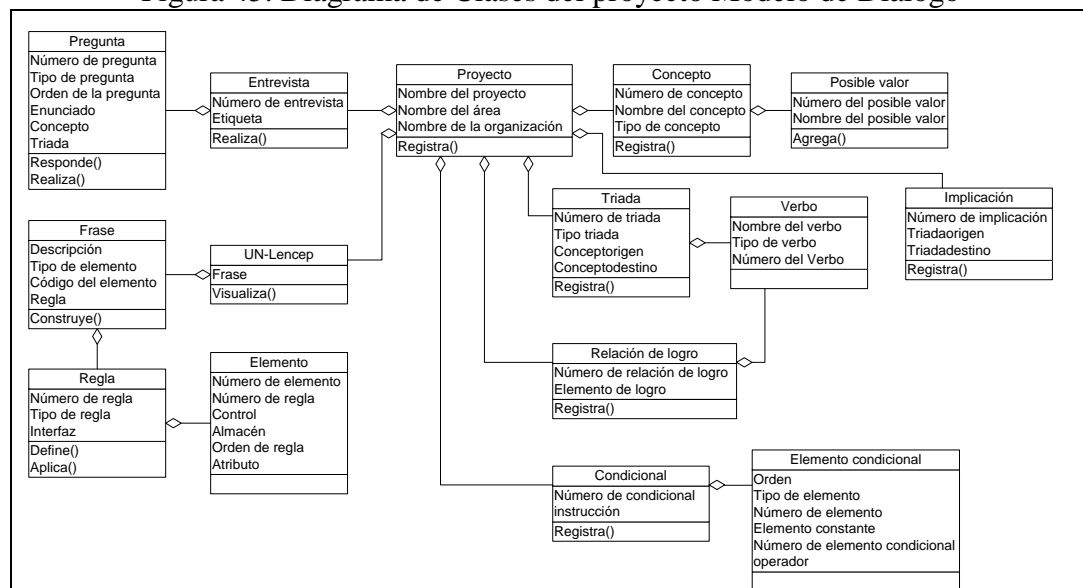 Figura 43. Diagrama de Clases del proyecto Modelo de Diálogo
Pregunta
Número de pregunta
Tipo de pregunta
Orden de la pregunta
Enunciado
Concepto
Triada
Responde()
Realiza()
Entrevista
Número de entrevista
Etiqueta
Realiza()
Proyecto
Nombre del proyecto
Nombre del área
Nombre de la organización
Registra()
Concepto
Número de concepto
Nombre del concepto
Tipo de concepto
Registra()
Posible valor
Número del posible valor
Nombre del posible valor
Agrega()
Frase
Descripción
Tipo de elemento
Código del elemento
Regla
Construye()
UN-Lencep
Frase
Visualiza()
Triada
Número de triada
Tipo triada
Conceptorigen
Conceptodestino
Registra()
Verbo
Nombre del verbo
Tipo de verbo
Número del Verbo
Implicación
Número de implicación
Triadaorigen
Triadadestino
Registra()
Regla
Número de regla
Tipo de regla
Interfaz
Define()
Aplica()
Elemento
Número de elemento
Número de regla
Control
Almacén
Orden de regla
Atributo
Relación de logro
Número de relación de logro
Elemento de logro
Registra()
Condicional
Número de condicional
instrucción
Registra()
Elemento condicional
Orden
Tipo de elemento
Número de elemento
Elemento constante
Número de elemento condicional
operador